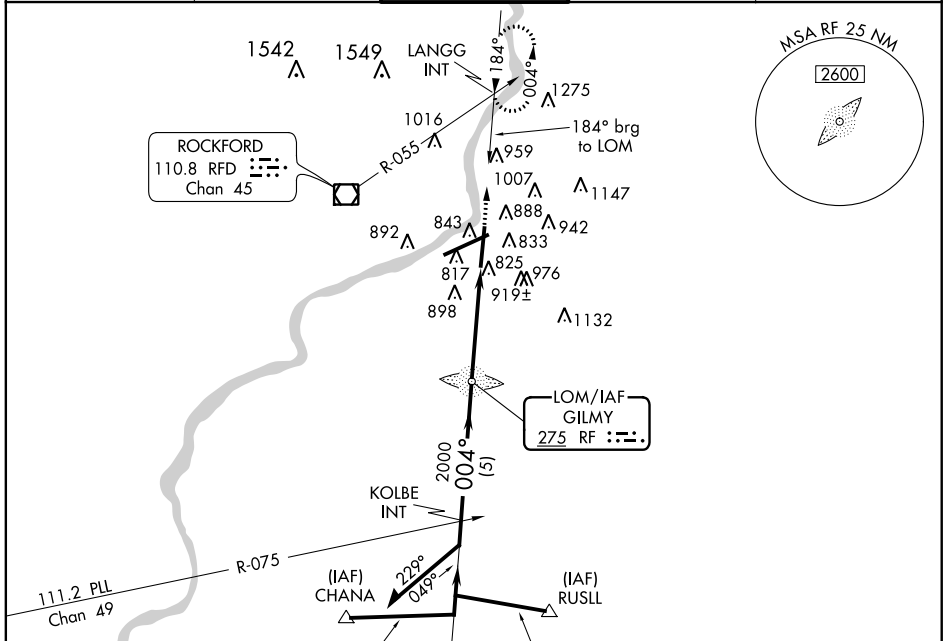 1542
1549
LANGG
INT
184°
004°
1275
MSA RF 25 NM
2600
1016
R-055
184° brg
to LOM
ROCKFORD
110.8 RFD
Chan 45
959
1007
1147
888
942
892
843
833
817
825
976
919±
898
1132
LOM/IAF
GILMY
275 RF
2000
004°
(5)
KOLBE
INT
R-075
111.2 PLL
Chan 49
229°
049°
(IAF)
CHANA
(IAF)
RUSLL